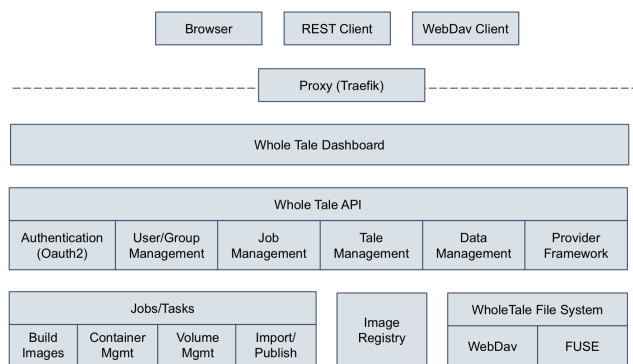 Browser
REST Client
WebDav Client
Proxy (Traefik)
Whole Tale Dashboard
Whole Tale API
Authentication
(Oauth2)
User/Group
Management
Job
Management
Tale
Management
Data
Management
Provider
Framework
Jobs/Tasks
Build
Images
Container
Mgmt
Volume
Mgmt
Import/
Publish
Image
Registry
WholeTale File System
WebDav
FUSE